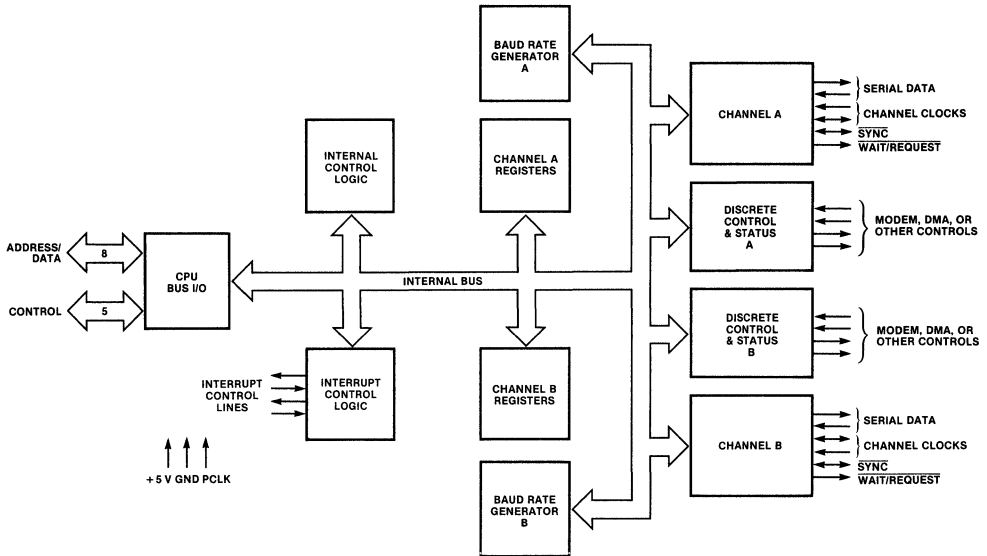 BAUD RATE
GENERATOR
A
INTERNAL
CONTROL
LOGIC
CHANNEL A
REGISTERS
CHANNEL A
SERIAL DATA
CHANNEL CLOCKS
SYNC
WAIT/REQUEST
DISCRETE
CONTROL
& STATUS
A
MODEM, DMA, OR
OTHER CONTROLS
ADDRESS/
DATA
8
CPU
BUS I/O
INTERNAL BUS
CONTROL
5
DISCRETE
CONTROL
& STATUS
B
MODEM, DMA, OR
OTHER CONTROLS
INTERRUPT
CONTROL
LINES
INTERRUPT
CONTROL
LOGIC
CHANNEL B
REGISTERS
CHANNEL B
SERIAL DATA
CHANNEL CLOCKS
SYNC
WAIT/REQUEST
+5 V GND PCLK
BAUD RATE
GENERATOR
B